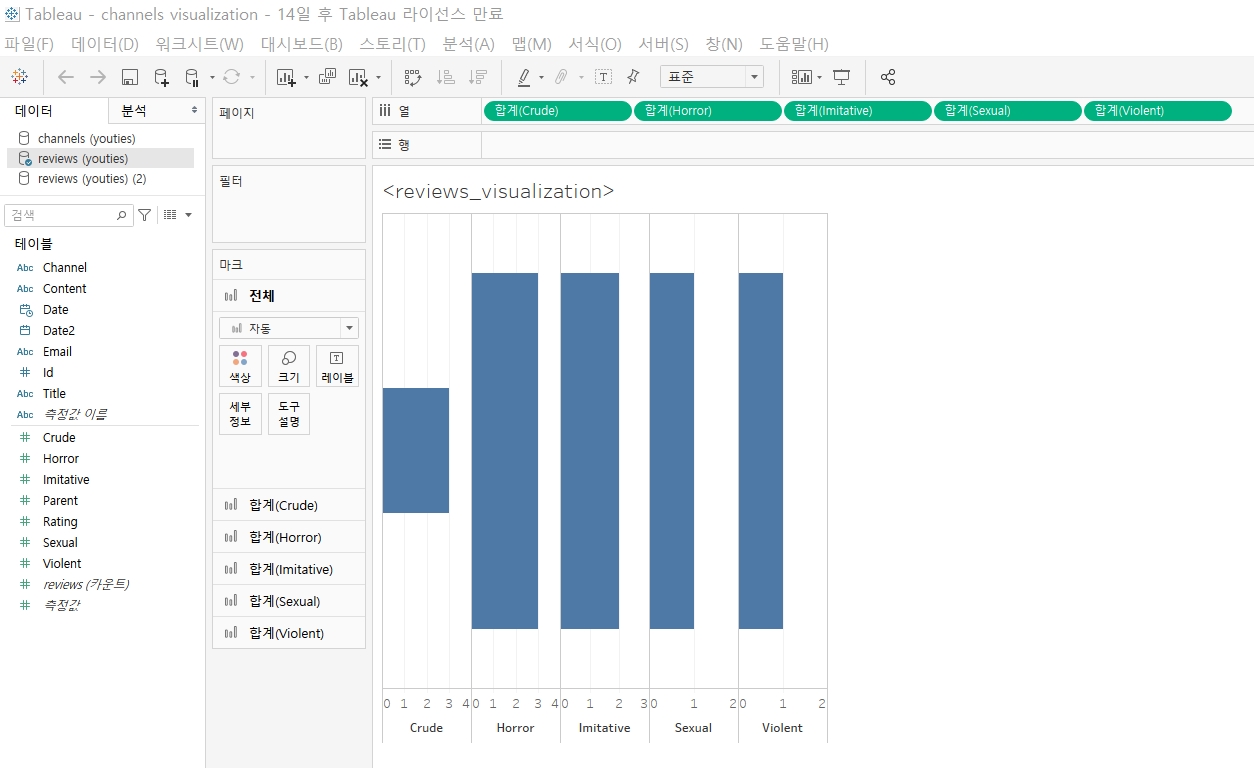 Tableau - channels visualization - 14일 후 Tableau 라이선스 만료
파일(F) 데이터(D) 워크시트(W) 대시보드(B) 스토리(T) 분석(A) 맵(M) 서식(O) 서버(S) 창(N) 도움말(H)
표준
데이터 분석
channels (youties)
reviews (youties)
reviews (youties) (2)
검색
테이블
Abc Channel
Abc Content
Date
Date2
Abc Email
# Id
Abc Title
Abc 측정값 이름
# Crude
# Horror
# Imitative
# Parent
# Rating
# Sexual
# Violent
# reviews (카운트)
# 측정값
페이지
필터
마크
전체
자동
색상 크기 레이블
세부 정보
도구 설명
합계(Crude)
합계(Horror)
합계(Imitative)
합계(Sexual)
합계(Violent)
열 합계(Crude) 합계(Horror) 합계(Imitative) 합계(Sexual) 합계(Violent)
행
<reviews_visualization>
0 1 2 3 4 0 1 2 3 4 0 1 2 3 0 1 2 0 1 2
Crude Horror Imitative Sexual Violent